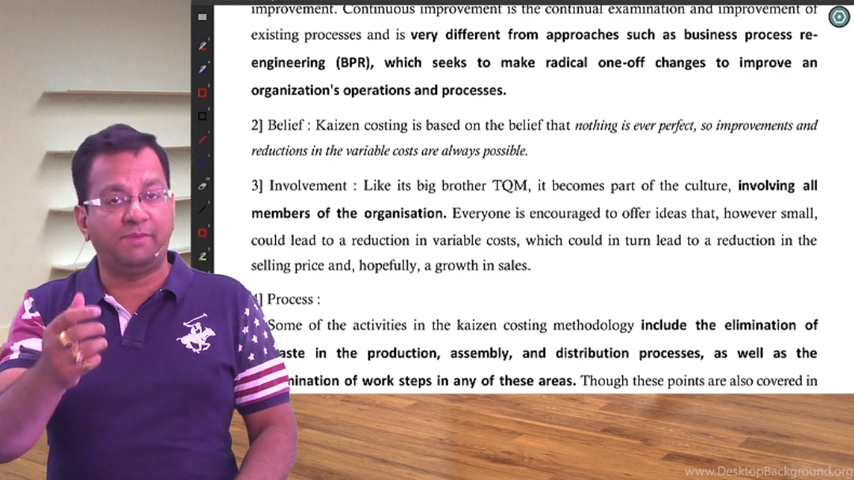 improvement. Continuous improvement is the continual examination and improvement of
existing processes and is very different from approaches such as business process re-
engineering (BPR), which seeks to make radical one-off changes to improve an
organization's operations and processes.
2] Belief : Kaizen costing is based on the belief that nothing is ever perfect, so improvements and
reductions in the variable costs are always possible.
3] Involvement : Like its big brother TQM, it becomes part of the culture, involving all
members of the organisation. Everyone is encouraged to offer ideas that, however small,
could lead to a reduction in variable costs, which could in turn lead to a reduction in the
selling price and, hopefully, a growth in sales.
] Process :
Some of the activities in the kaizen costing methodology include the elimination of
aste in the production, assembly, and distribution processes, as well as the
mination of work steps in any of these areas. Though these points are also covered in
www.DesktopBackground.org